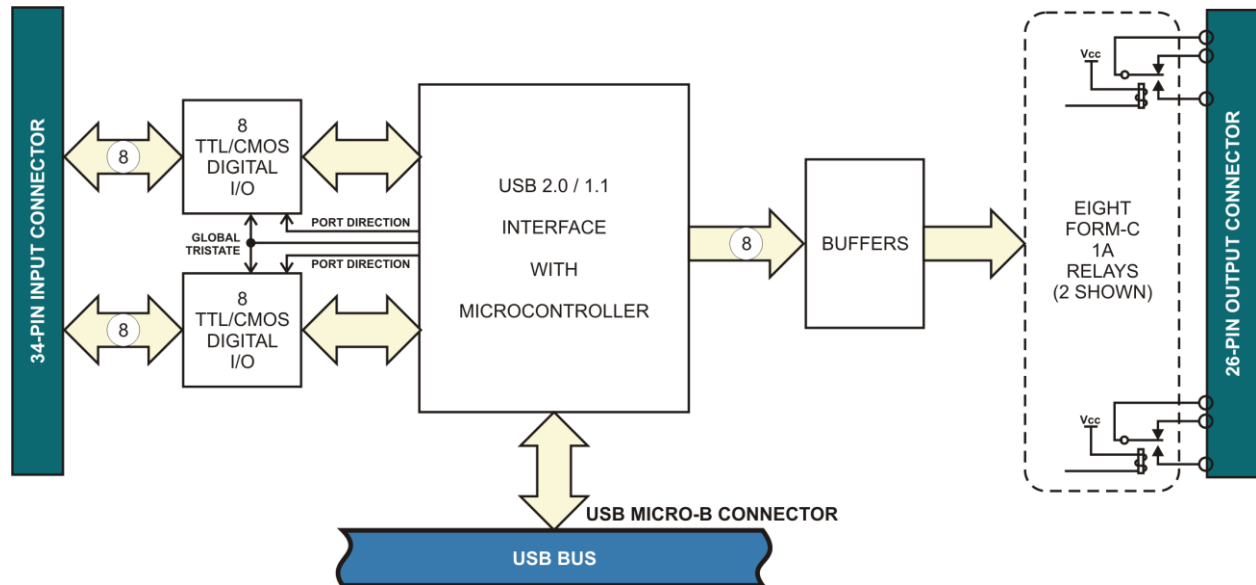 34-PIN INPUT CONNECTOR
8
8
TTL/CMOS
DIGITAL
I/O
PORT DIRECTION
GLOBAL
TRISTATE
PORT DIRECTION
8
8
TTL/CMOS
DIGITAL
I/O
USB 2.0 / 1.1
INTERFACE
WITH
MICROCONTROLLER
8
BUFFERS
Vcc
EIGHT
FORM-C
1A
RELAYS
(2 SHOWN)
Vcc
26-PIN OUTPUT CONNECTOR
USB MICRO-B CONNECTOR
USB BUS